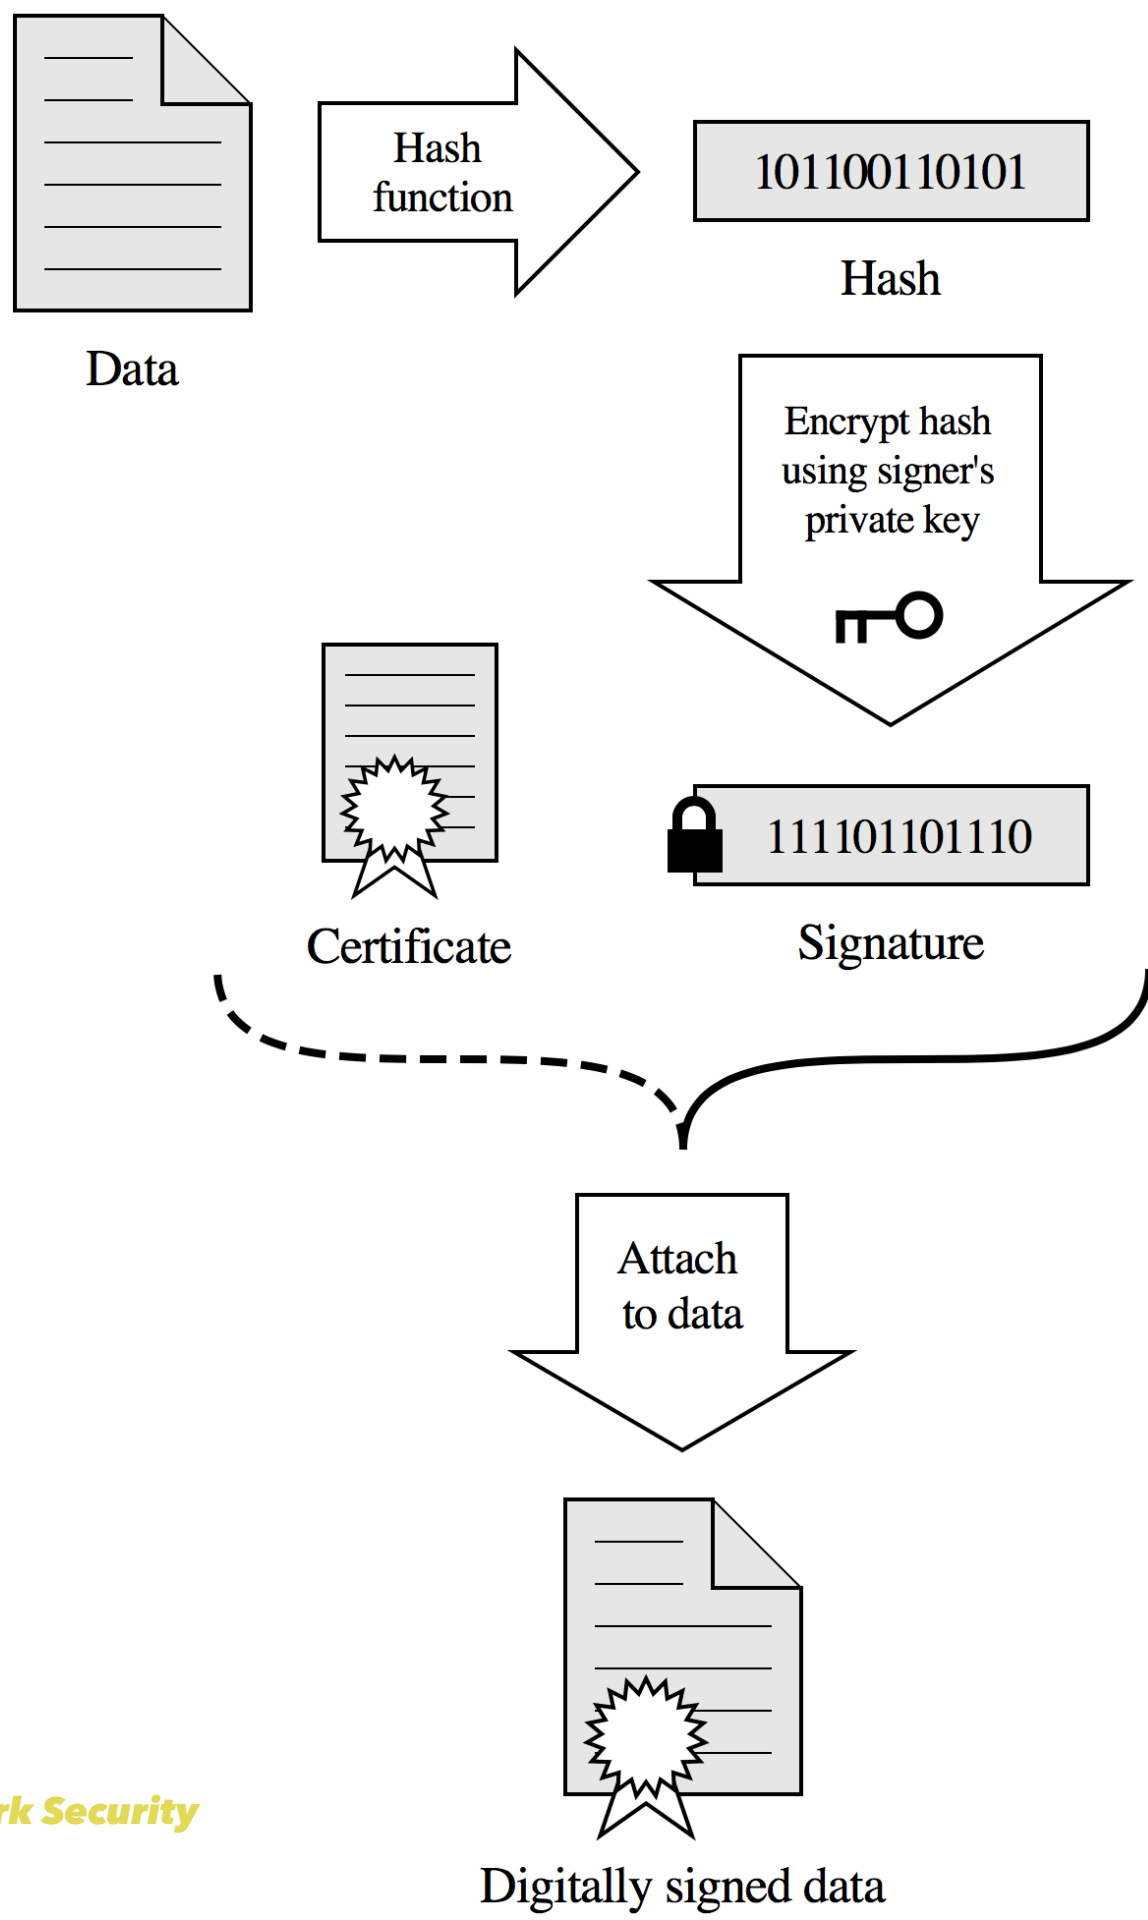 Hash
function
101100110101
Hash
Data
Encrypt hash
using signer's
private key
111101101110
Certificate
Signature
Attach
to data
Security
Digitally signed data